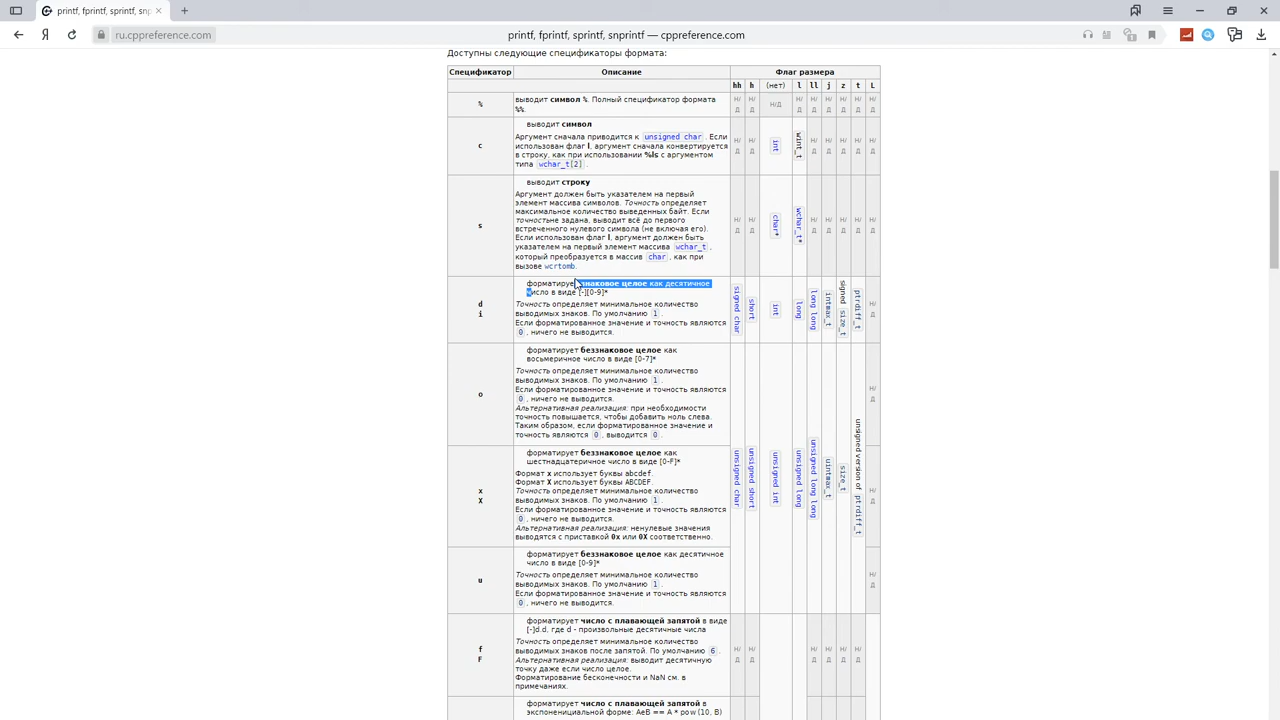 printf, fprintf, sprintf, sn
ru.cppreference.com
printf, fprintf, sprintf, snprintf — cppreference.com
Доступны следующие спецификаторы формата:
Спецификатор Описание Флаг размера
hh h (нет) l ll j z t L
% выводит символ %. Полный спецификатор формата
%%.
Н/Д Н/Д Н/Д Н/Д Н/Д Н/Д Н/Д Н/Д Н/Д
выводит символ
c
Аргумент сначала приводится к unsigned char. Если
использован флаг l, аргумент сначала конвертируется
в строку, как при использовании %ls с аргументом
типа wchar_t[2].
Н/Д Н/Д int wint_t Н/Д Н/Д Н/Д Н/Д Н/Д
выводит строку
s
Аргумент должен быть указателем на первый
элемент массива символов. Точность определяет
максимальное количество выведенных байт. Если
точностьне задана, выводит всё до первого
встреченного нулевого символа (не включая его).
Если использован флаг l, аргумент должен быть
указателем на первый элемент массива wchar_t,
который преобразуется в массив char, как при
вызове wcrtomb.
Н/Д Н/Д char* wchar_t* Н/Д Н/Д Н/Д Н/Д Н/Д
d
i
форматирует знаковое целое как десятичное
число в виде [-][0-9]*
Точность определяет минимальное количество
выводимых знаков. По умолчанию 1.
Если форматированное значение и точность являются
0, ничего не выводится.
signed char short int long long long intmax_t signed size_t ptrdiff_t Н/Д
o
форматирует беззнаковое целое как
восьмеричное число в виде [0-7]*
Точность определяет минимальное количество
выводимых знаков. По умолчанию 1.
Если форматированное значение и точность являются
0, ничего не выводится.
Альтернативная реализация: при необходимости
точность повышается, чтобы добавить ноль слева.
Таким образом, если форматированное значение и
точность являются 0, выводится 0.
Н/Д
unsigned char unsigned short unsigned int unsigned long unsigned long long uintmax_t size_t unsigned version of ptrdiff_t
x
X
форматирует беззнаковое целое как
шестнадцатеричное число в виде [0-F]*
Формат x использует буквы abcdef.
Формат X использует буквы ABCDEF.
Точность определяет минимальное количество
выводимых знаков. По умолчанию 1.
Если форматированное значение и точность являются
0, ничего не выводится.
Альтернативная реализация: ненулевые значения
выводятся с приставкой 0x или 0X соответственно.
Н/Д
u
форматирует беззнаковое целое как десятичное
число в виде [0-9]*
Точность определяет минимальное количество
выводимых знаков. По умолчанию 1.
Если форматированное значение и точность являются
0, ничего не выводится.
Н/Д
f
F
форматирует число с плавающей запятой в виде
[-]d.d, где d - произвольные десятичные числа
Точность определяет минимальное количество
выводимых знаков после запятой. По умолчанию 6.
Альтернативная реализация: выводит десятичную
точку даже если число целое.
Форматирование бесконечности и NaN см. в
примечаниях.
Н/Д Н/Д Н/Д Н/Д Н/Д Н/Д
форматирует число с плавающей запятой в
экспоненциальной форме: AeB == A * pow (10, B)